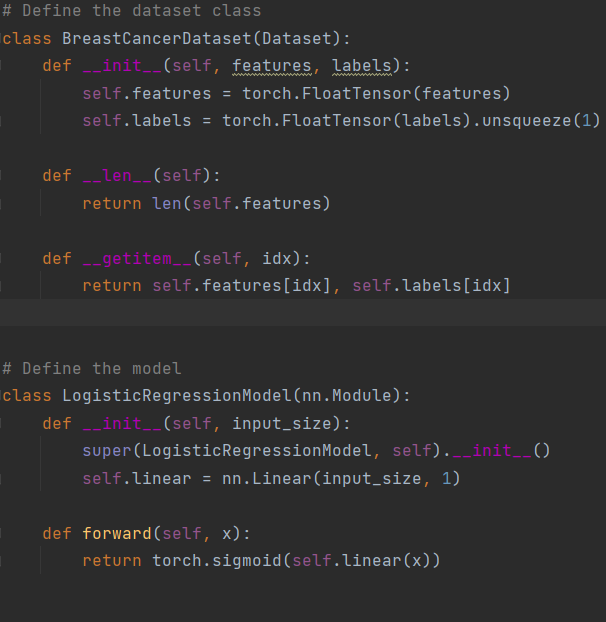 # Define the dataset class
class BreastCancerDataset(Dataset):
    def __init__(self, features, labels):
        self.features = torch.FloatTensor(features)
        self.labels = torch.FloatTensor(labels).unsqueeze(1)
    def __len__(self):
        return len(self.features)
    def __getitem__(self, idx):
        return self.features[idx], self.labels[idx]
# Define the model
class LogisticRegressionModel(nn.Module):
    def __init__(self, input_size):
        super(LogisticRegressionModel, self).__init__()
        self.linear = nn.Linear(input_size, 1)
    def forward(self, x):
        return torch.sigmoid(self.linear(x))